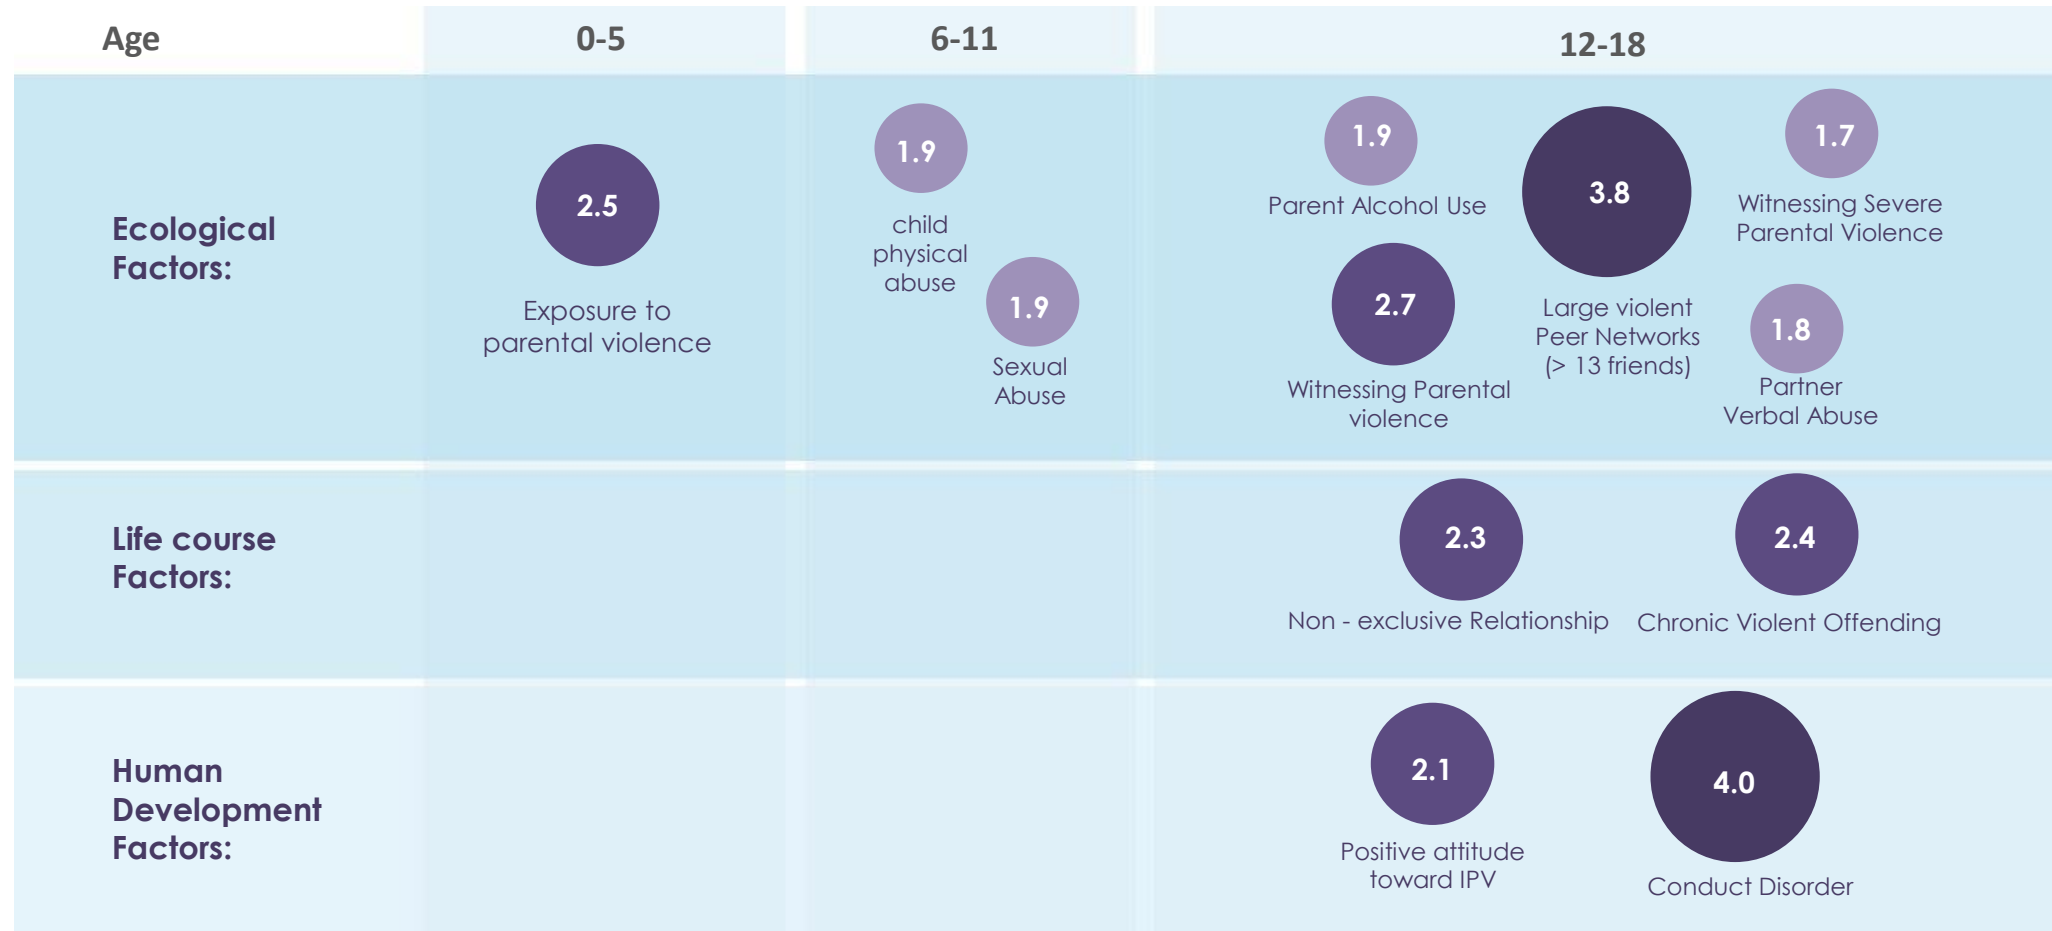 Age
0-5
6-11
12-18
Ecological
Factors:
2.5
Exposure to
parental violence
1.9
child
physical
abuse
1.9
Sexual
Abuse
1.9
Parent Alcohol Use
2.7
Witnessing Parental
violence
3.8
Large violent
Peer Networks
(> 13 friends)
1.7
Witnessing Severe
Parental Violence
1.8
Partner
Verbal Abuse
Life course
Factors:
2.3
Non - exclusive Relationship
2.4
Chronic Violent Offending
Human
Development
Factors:
2.1
Positive attitude
toward IPV
4.0
Conduct Disorder